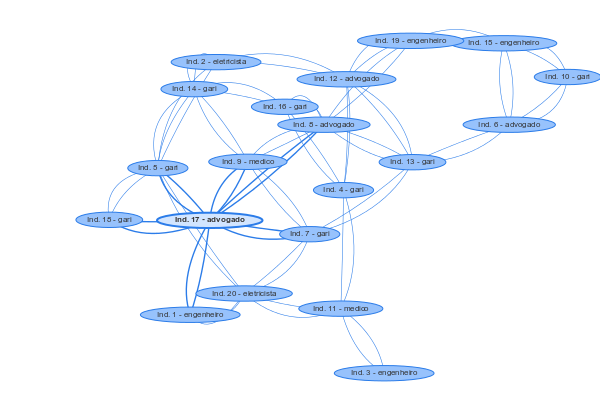 Ind. 19 - engenheiro
Ind. 15 - engenheiro
Ind. 2 - eletricista
Ind. 10 - gari
Ind. 12 - advogado
Ind. 14 - gari
Ind. 16 - gari
Ind. 8 - advogado
Ind. 6 - advogado
Ind. 9 - medico
Ind. 13 - gari
Ind. 5 - gari
Ind. 4 - gari
Ind. 18 - gari
Ind. 17 - advogado
Ind. 7 - gari
Ind. 20 - eletricista
Ind. 11 - medico
Ind. 1 - engenheiro
Ind. 3 - engenheiro